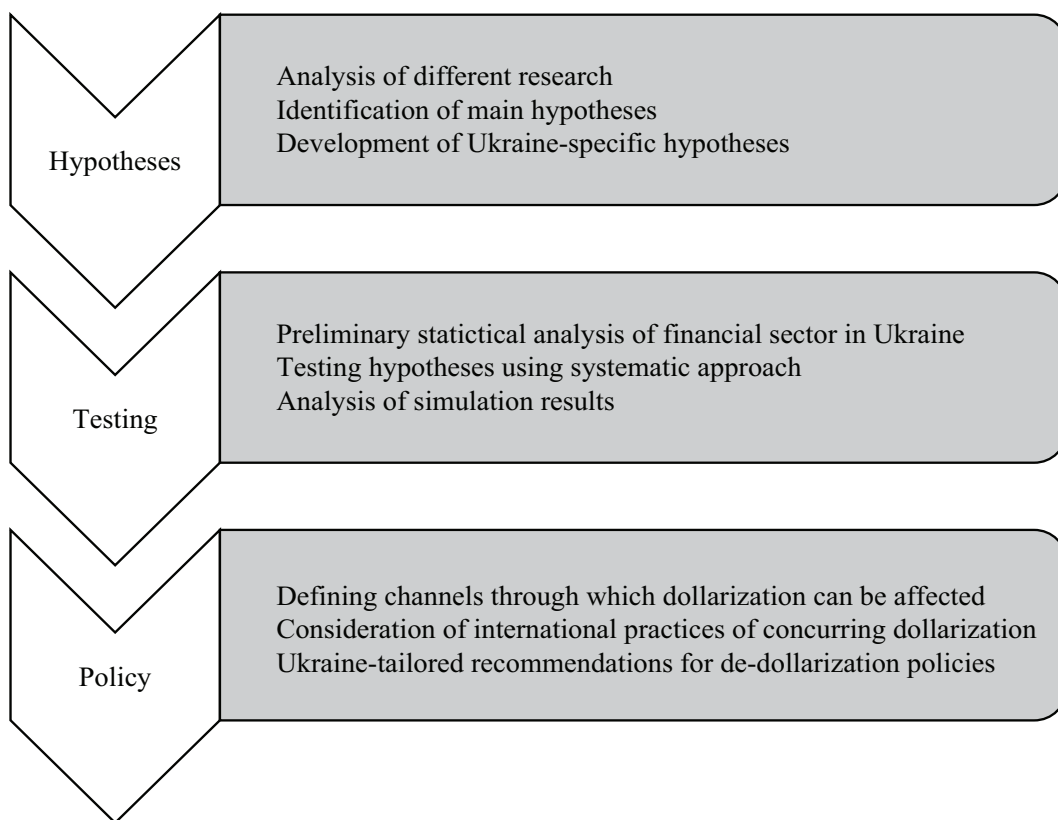 Hypotheses
Analysis of different research
Identification of main hypotheses
Development of Ukraine-specific hypotheses
Testing
Preliminary statictical analysis of financial sector in Ukraine
Testing hypotheses using systematic approach
Analysis of simulation results
Policy
Defining channels through which dollarization can be affected
Consideration of international practices of concurring dollarization
Ukraine-tailored recommendations for de-dollarization policies